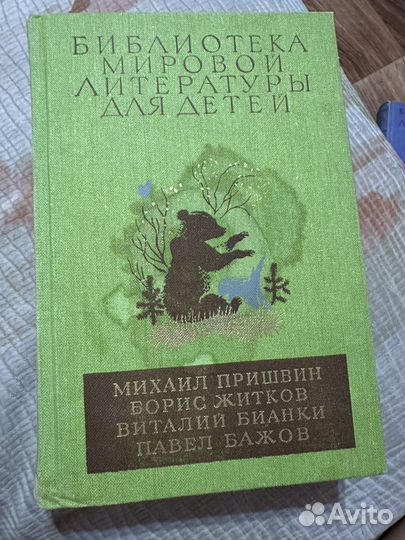 БИБЛИОТЕКА
МИРОВОЙ
ЛИТЕРАТУРЫ
ДЛЯ ДЕТЕЙ
МИХАИЛ ПРИШВИН
БОРИС ЖИТКОВ
ВИТАЛИЙ БИАНКИ
ПАВЕЛ БАЖОВ
Avito